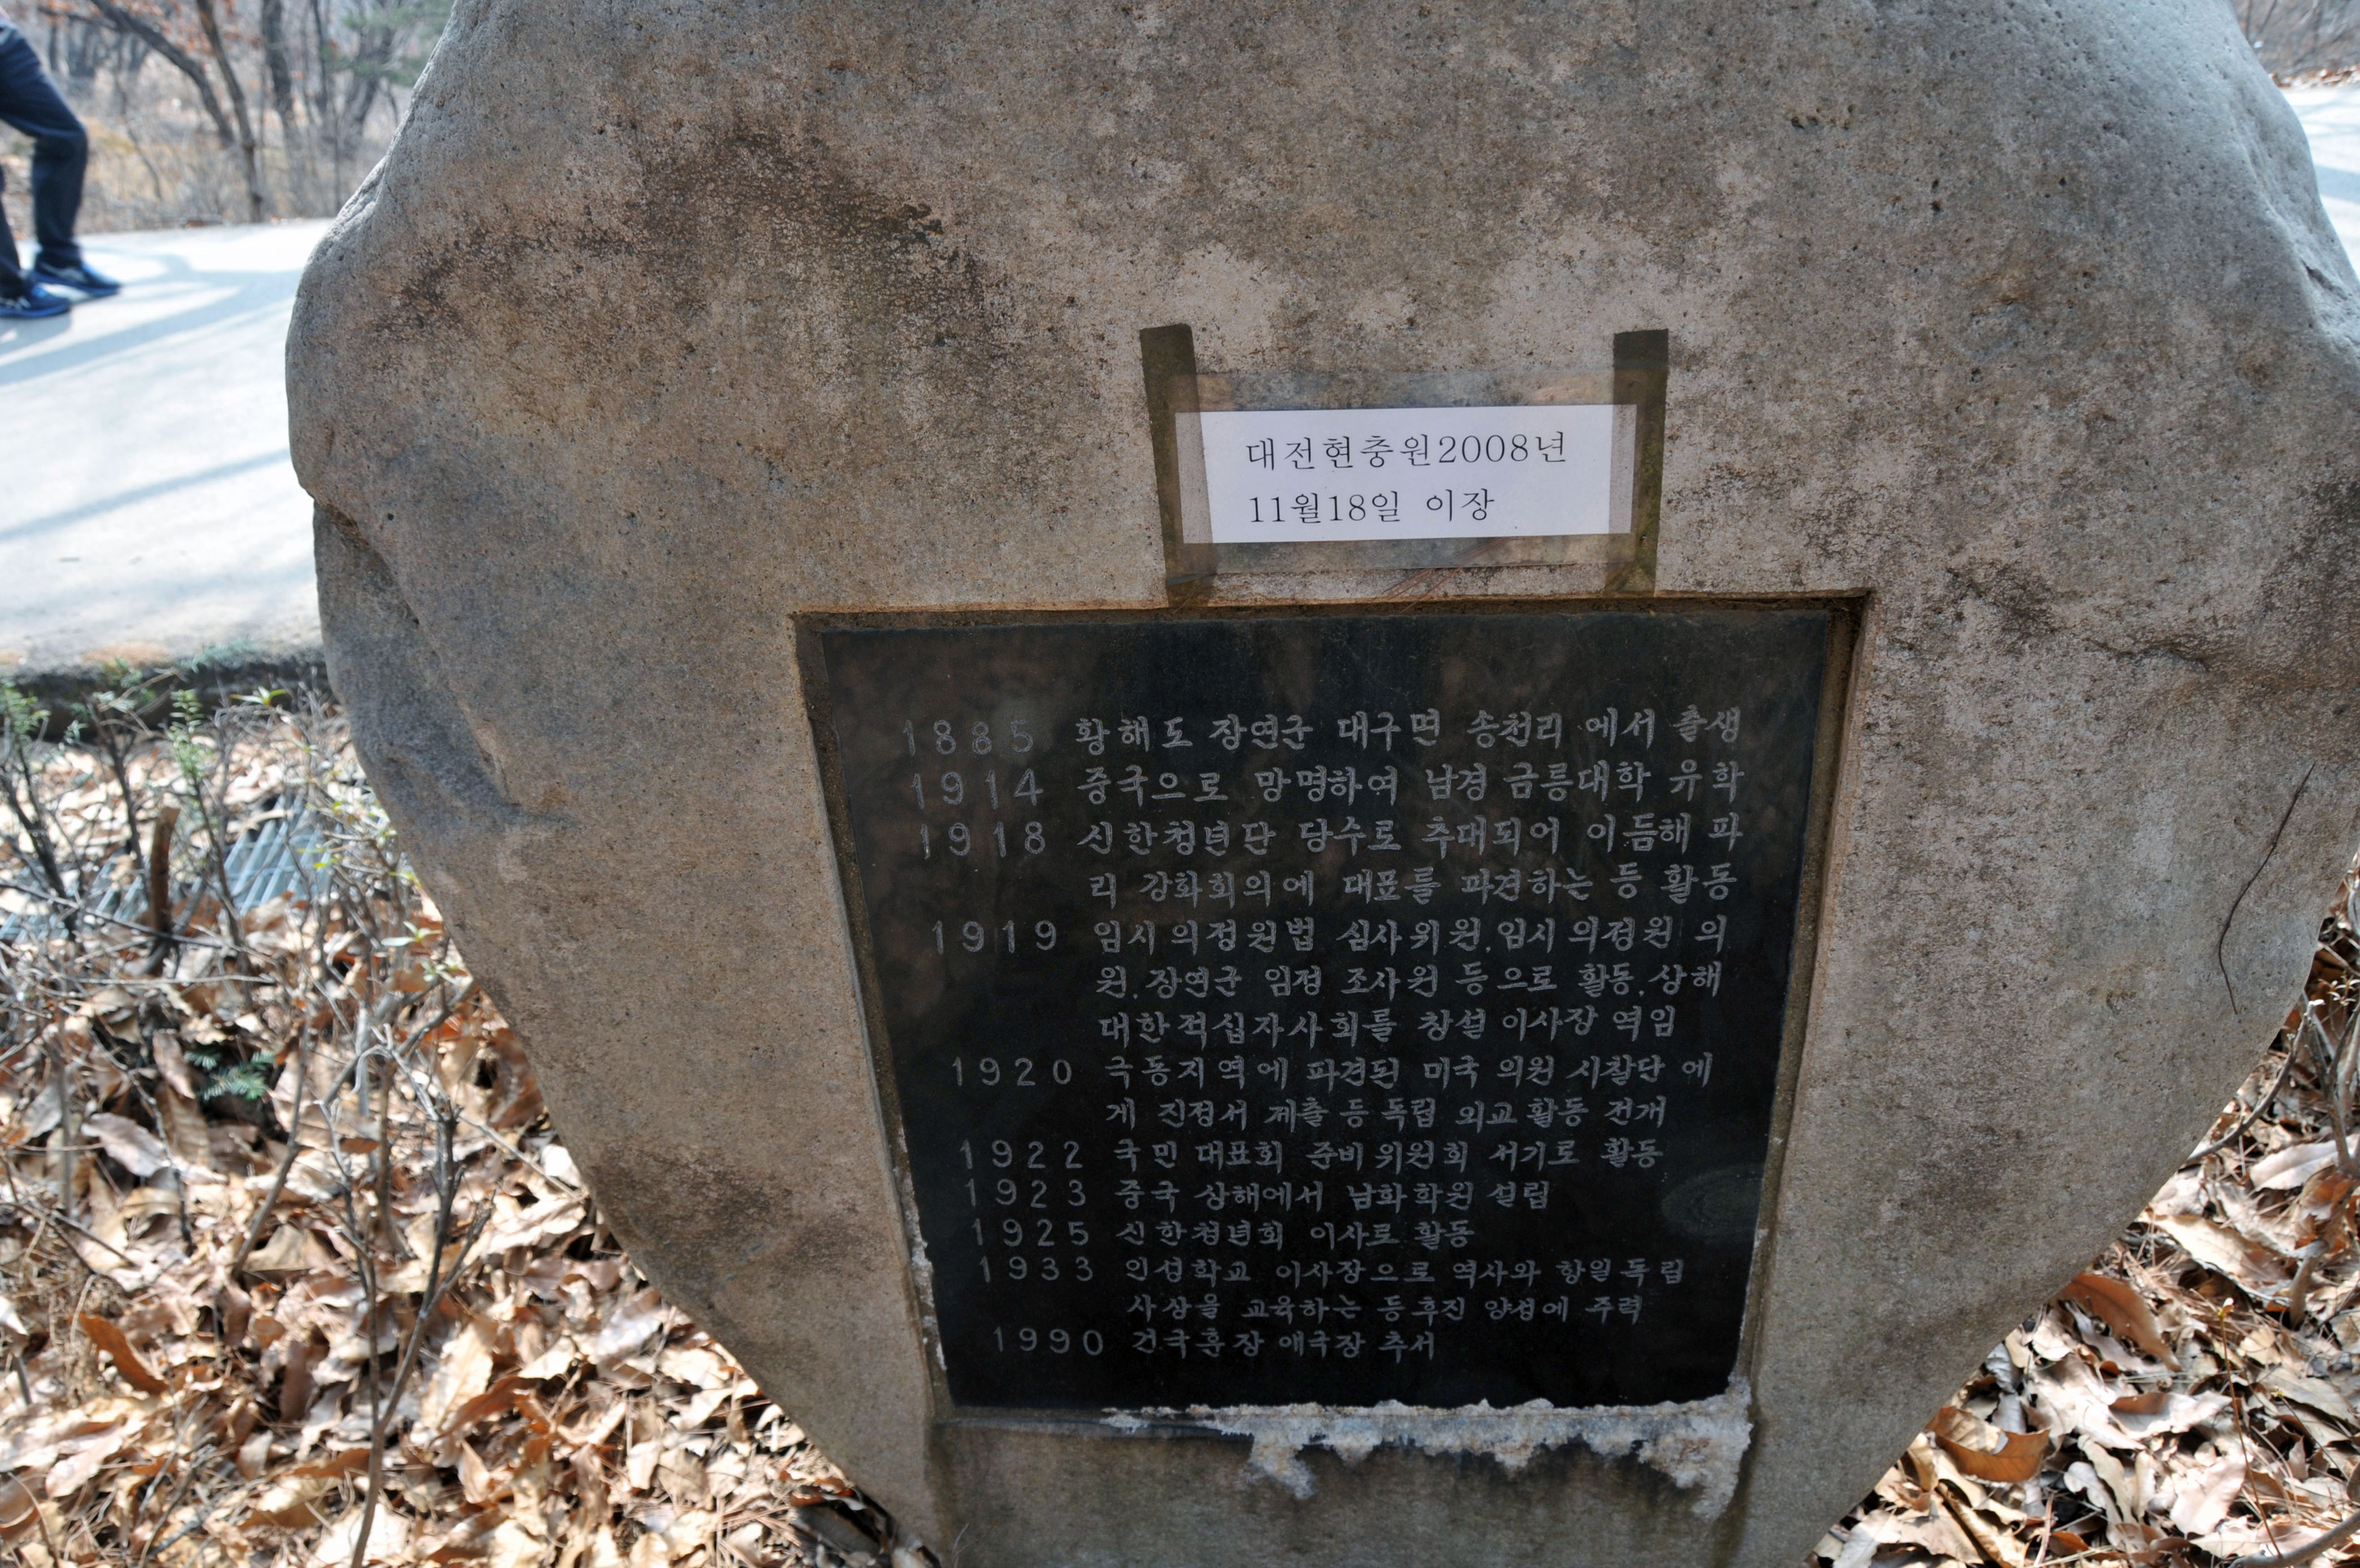 대전현충원2008년
11월18일 이장
1885 황해도 장연군 대구면 송천리 에서 출생
1914 중국으로 망명하여 남경 금릉대학 유학
1918 신한청년단 당수로 추대되어 이듬해 파
리 강화회의에 대표를 파견하는 등 활동
1919 임시의정원법 심사위원.임시의정원 의
원.장연군 임정 조사원 등으로 활동.상해
대한적십자사회를 창설 이사장 역임
1920 극동지역에 파견된 미국 의원 시찰단 에
게 진정서 제출 등 독립 외교 활동 전개
1922 국민 대표회 준비위원회 서기로 활동
1923 중국 상해에서 남화학원 설립
1925 신한청년회 이사로 활동
1933 인성학교 이사장으로 역사와 항일독립
사상을 교육하는 등 후진 양성에 주력
1990 건국훈장 애국장 추서